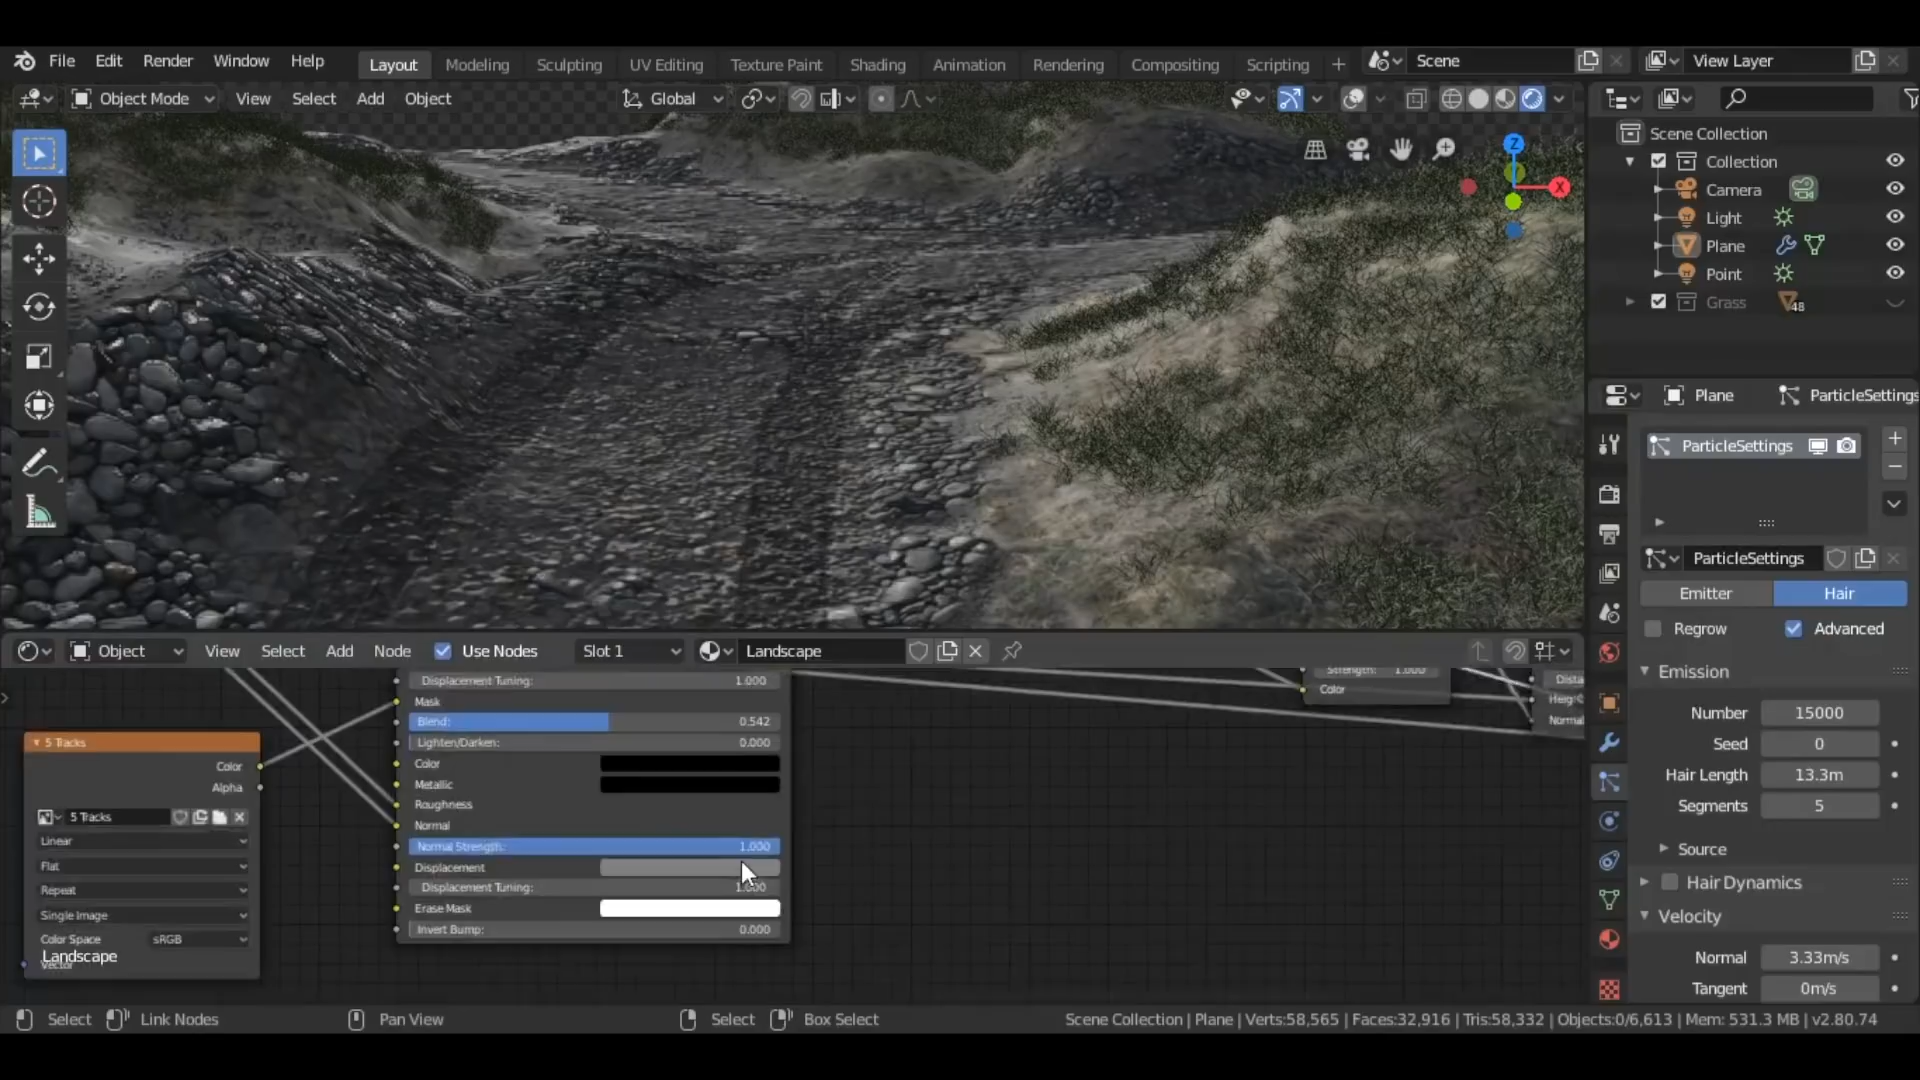 File Edit Render Window Help Layout Modeling Sculpting UV Editing Texture Paint Shading Animation Rendering Compositing Scripting + Scene View Layer
Object Mode View Select Add Object Global
Z
X
Scene Collection
Collection
Camera
Light
Plane
Point
Grass 48
Plane ParticleSettings
ParticleSettings
ParticleSettings
Emitter Hair
Regrow Advanced
Emission
Number 15000
Seed 0
Hair Length 13.3m
Segments 5
Source
Hair Dynamics
Velocity
Normal 3.33m/s
Tangent 0m/s
Object View Select Add Node Use Nodes Slot 1 Landscape
5 Tracks
Color
Alpha
5 Tracks
Linear
Flat
Repeat
Single Image
Color Space sRGB
Landscape
Vector
Displacement Tuning: 1.000
Mask
Blend: 0.542
Lighten/Darken: 0.000
Color
Metallic
Roughness
Normal
Normal Strength: 1.000
Displacement
Displacement Tuning:
Erase Mask
Invert Bump: 0.000
Strength: 1.000
Color
Dista
Normal
Select Link Nodes Pan View Select Box Select Scene Collection | Plane | Verts:58,565 | Faces:32,916 | Tris:58,332 | Objects:0/6,613 | Mem: 531.3 MB | v2.80.74